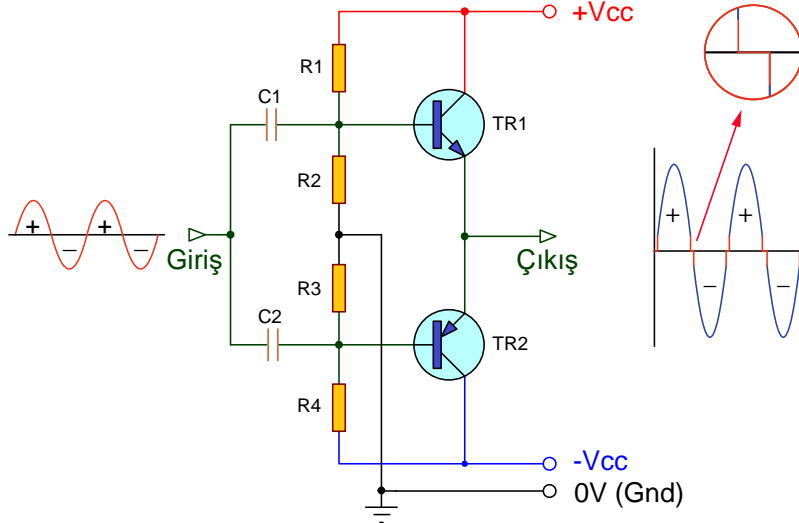 +Vcc
R1
C1
TR1
R2
+ +
− −
Giriş
Çıkış
+ +
− −
R3
C2
TR2
R4
-Vcc
0V (Gnd)